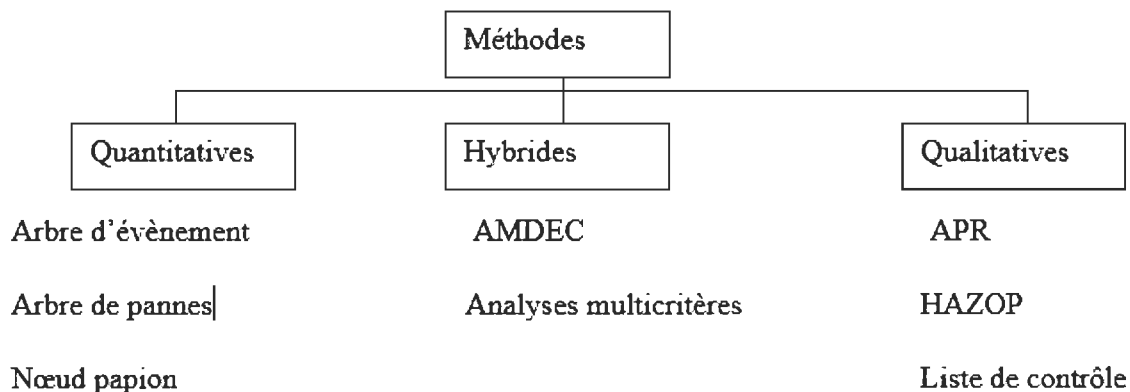 Méthodes
Quantitatives
Hybrides
Qualitatives
Arbre d'évènement
AMDEC
APR
Arbre de pannes
Analyses multicritères
HAZOP
Nœud papion
Liste de contrôle